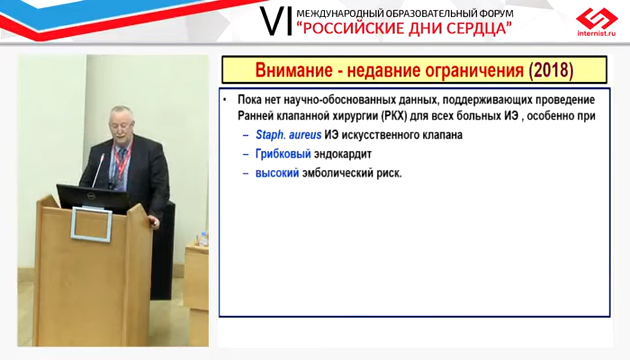 VI МЕЖДУНАРОДНЫЙ ОБРАЗОВАТЕЛЬНЫЙ ФОРУМ
"РОССИЙСКИЕ ДНИ СЕРДЦА"
internist.ru
Внимание - недавние ограничения (2018)
• Пока нет научно-обоснованных данных, поддерживающих проведение
Ранней клапанной хирургии (РКХ) для всех больных ИЭ , особенно при
– Staph. aureus ИЭ искусственного клапана
– Грибковый эндокардит
– высокий эмболический риск.